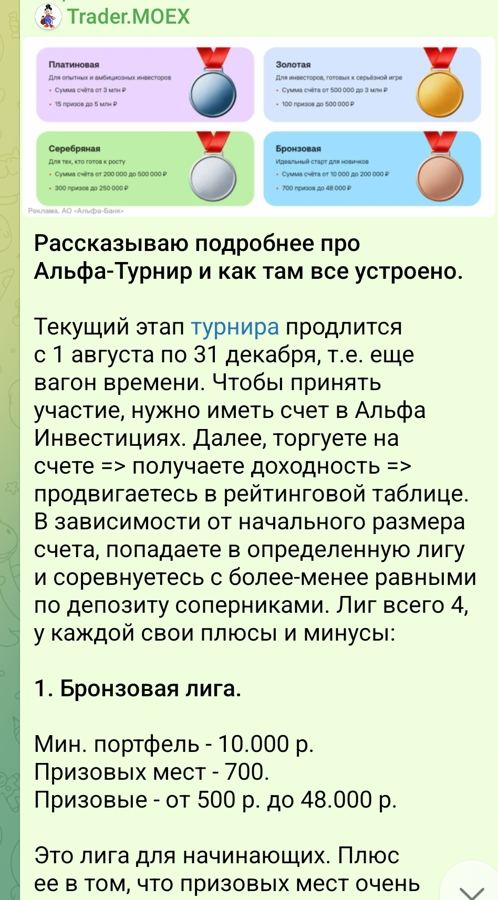 Trader.MOEX
Платиновая
Для опытных и амбициозных инвесторов
• Сумма счёта от 3 млн ₽
• 15 призов до 5 млн ₽
Золотая
Для инвесторов, готовых к серьёзной игре
• Сумма счёта от 500 000 до 3 млн ₽
• 100 призов до 500 000 ₽
Серебряная
Для тех, кто готов к росту
• Сумма счёта от 200 000 до 500 000 ₽
• 300 призов до 250 000 ₽
Бронзовая
Идеальный старт для новичков
• Сумма счёта от 10 000 до 200 000 ₽
• 700 призов до 48 000 ₽
Реклама, АО «Альфа-Банк»
Рассказываю подробнее про
Альфа-Турнир и как там все устроено.
Текущий этап турнира продлится
с 1 августа по 31 декабря, т.е. еще
вагон времени. Чтобы принять
участие, нужно иметь счет в Альфа
Инвестициях. Далее, торгуете на
счете => получаете доходность =>
продвигаетесь в рейтинговой таблице.
В зависимости от начального размера
счета, попадаете в определенную лигу
и соревнуетесь с более-менее равными
по депозиту соперниками. Лиг всего 4,
у каждой свои плюсы и минусы:
1. Бронзовая лига.
Мин. портфель - 10.000 р.
Призовых мест - 700.
Призовые - от 500 р. до 48.000 р.
Это лига для начинающих. Плюс
ее в том, что призовых мест очень